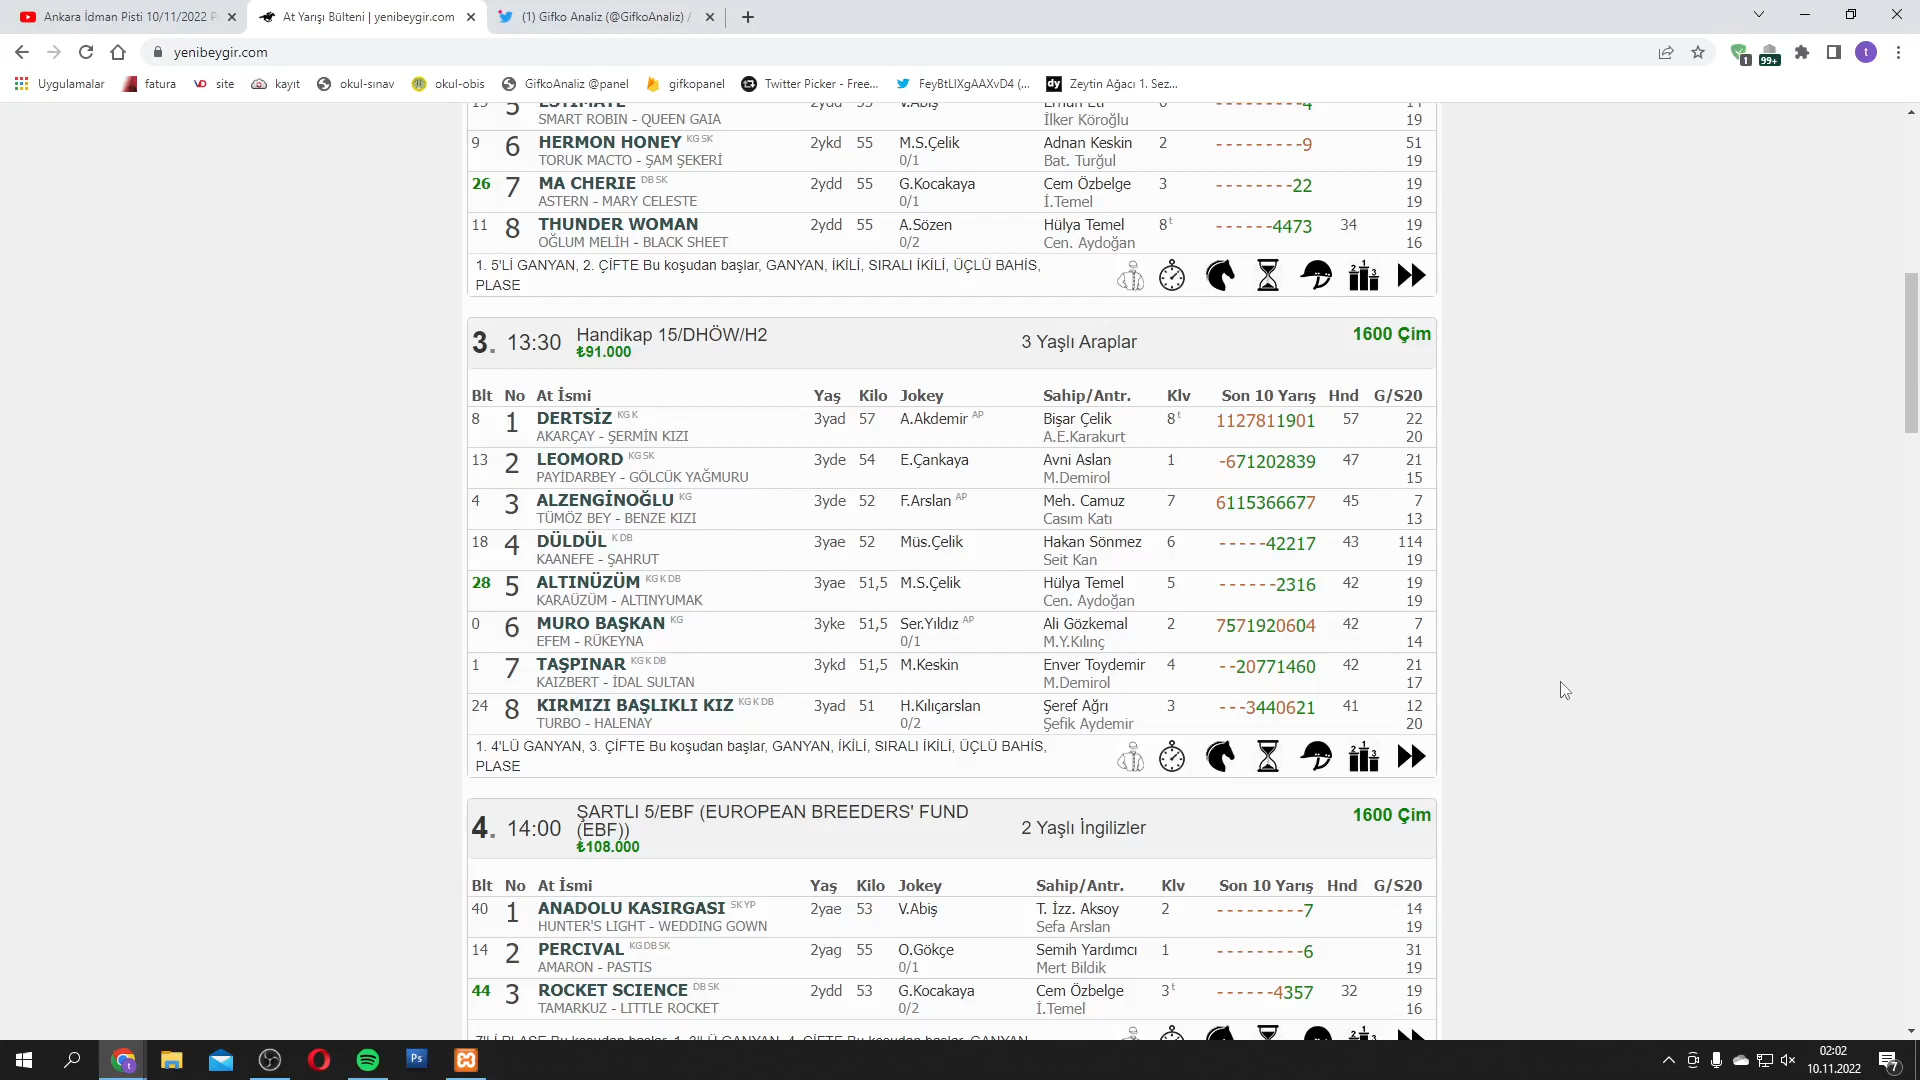 Ankara İdman Pisti 10/11/2022 P
At Yarışı Bülteni | yenibeygir.com
(1) Gifko Analiz (@GifkoAnaliz) /
yenibeygir.com
1
99+
t
Uygulamalar
fatura
site
kayıt
okul-sınav
okul-obis
GifkoAnaliz @panel
gifkopanel
Twitter Picker - Free...
FeyBtLIXgAAXvD4 (...
Zeytin Ağacı 1. Sez...
5 ESTIMATE 2ydd 55 V.Abiş
SMART ROBIN - QUEEN GAIA İlker Köroğlu 19
9 6 HERMON HONEY KG SK 2ykd 55 M.S.Çelik Adnan Keskin 2 ---------9 51
TORUK MACTO - ŞAM ŞEKERİ 0/1 Bat. Turğul 19
26 7 MA CHERIE DB SK 2ydd 55 G.Kocakaya Cem Özbelge 3 --------22 19
ASTERN - MARY CELESTE 0/1 İ.Temel 19
11 8 THUNDER WOMAN 2ydd 55 A.Sözen Hülya Temel 8 t ------4473 34 19
OĞLUM MELİH - BLACK SHEET 0/2 Cen. Aydoğan 16
1. 5'Lİ GANYAN, 2. ÇİFTE Bu koşudan başlar, GANYAN, İKİLİ, SIRALI İKİLİ, ÜÇLÜ BAHİS,
PLASE
3. 13:30 Handikap 15/DHÖW/H2 3 Yaşlı Araplar 1600 Çim
₺91.000
Blt No At İsmi Yaş Kilo Jokey Sahip/Antr. Klv Son 10 Yarış Hnd G/S20
8 1 DERTSİZ KG K 3yad 57 A.Akdemir AP Bişar Çelik 8 t 1127811901 57 22
AKARÇAY - ŞERMİN KIZI A.E.Karakurt 20
13 2 LEOMORD KG SK 3yde 54 E.Çankaya Avni Aslan 1 -671202839 47 21
PAYİDARBEY - GÖLCÜK YAĞMURU M.Demirol 15
4 3 ALZENGİNOĞLU KG 3yde 52 F.Arslan AP Meh. Camuz 7 6115366677 45 7
TÜMÖZ BEY - BENZE KIZI Casım Katı 13
18 4 DÜLDÜL K DB 3yae 52 Müs.Çelik Hakan Sönmez 6 -----42217 43 114
KAANEFE - ŞAHRUT Seit Kan 19
28 5 ALTINÜZÜM KG K DB 3yae 51,5 M.S.Çelik Hülya Temel 5 ------2316 42 19
KARAÜZÜM - ALTINYUMAK Cen. Aydoğan 19
0 6 MURO BAŞKAN KG 3yke 51,5 Ser.Yıldız AP Ali Gözkemal 2 7571920604 42 7
EFEM - RÜKEYNA 0/1 M.Y.Kılınç 14
1 7 TAŞPINAR KG K DB 3ykd 51,5 M.Keskin Enver Toydemir 4 --20771460 42 21
KAIZBERT - İDAL SULTAN M.Demirol 17
24 8 KIRMIZI BAŞLIKLI KIZ KG K DB 3yad 51 H.Kılıçarslan Şeref Ağrı 3 ---3440621 41 12
TURBO - HALENAY 0/2 Şefik Aydemir 20
1. 4'LÜ GANYAN, 3. ÇİFTE Bu koşudan başlar, GANYAN, İKİLİ, SIRALI İKİLİ, ÜÇLÜ BAHİS,
PLASE
4. 14:00 ŞARTLI 5/EBF (EUROPEAN BREEDERS' FUND 2 Yaşlı İngilizler 1600 Çim
(EBF))
₺108.000
Blt No At İsmi Yaş Kilo Jokey Sahip/Antr. Klv Son 10 Yarış Hnd G/S20
40 1 ANADOLU KASIRGASI SK YP 2yae 53 V.Abiş T. İzz. Aksoy 2 ---------7 14
HUNTER'S LIGHT - WEDDING GOWN Sefa Arslan 19
14 2 PERCIVAL KG DB SK 2yag 55 O.Gökçe Semih Yardımcı 1 ---------6 31
AMARON - PASTIS 0/1 Mert Bildik 19
44 3 ROCKET SCIENCE DB SK 2ydd 53 G.Kocakaya Cem Özbelge 3 t ------4357 32 19
TAMARKUZ - LITTLE ROCKET 0/2 İ.Temel 16
02:02
10.11.2022
7